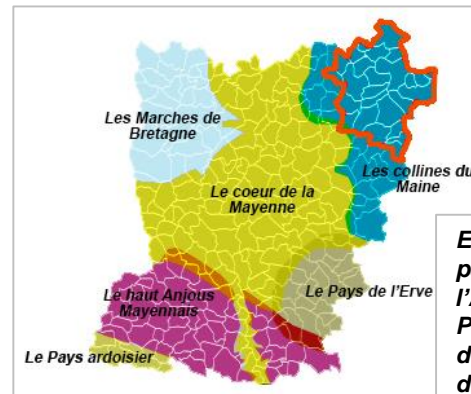 Les Marches de
Bretagne
Les collines du
Maine
Le coeur de la
Mayenne
Le haut Anjous
Mayennais
Le Pays de l'Erve
Le Pays ardoisier